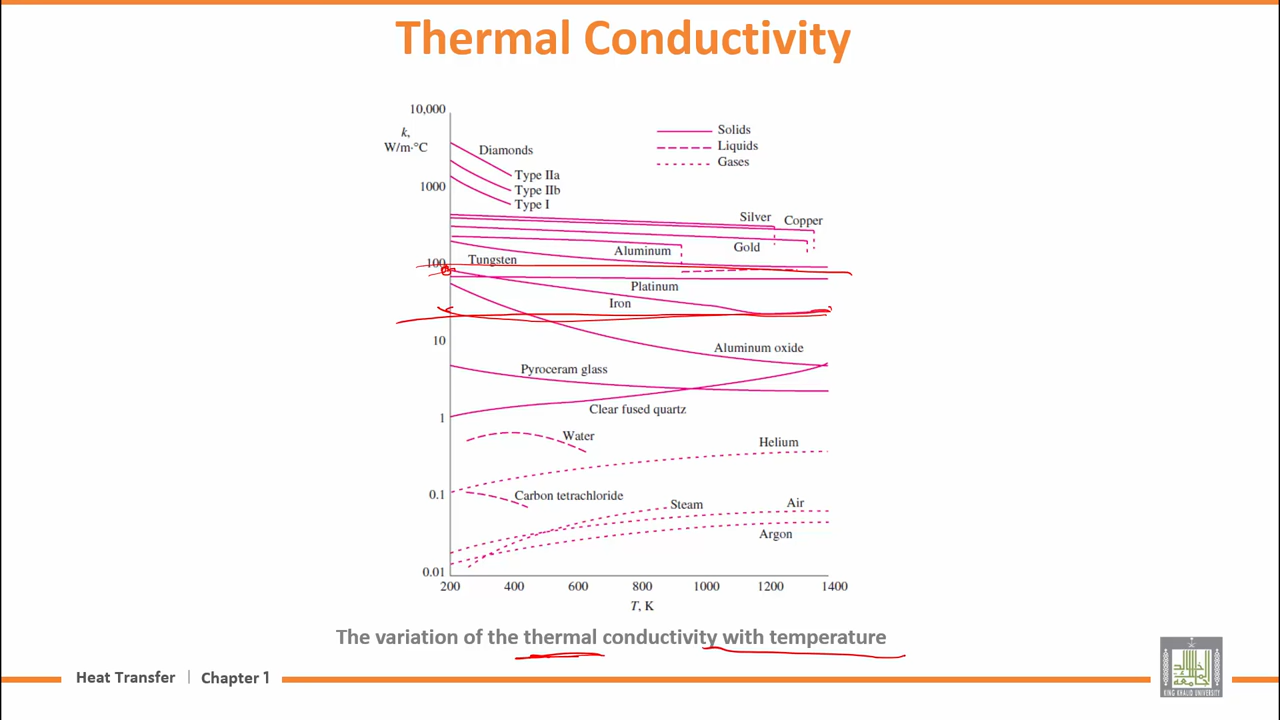 Thermal Conductivity
10,000
k,
W/m·°C
1000
100
10
1
0.1
0.01
Solids
Liquids
Gases
Diamonds
Type IIa
Type IIb
Type I
Silver
Copper
Gold
Aluminum
Tungsten
Platinum
Iron
Aluminum oxide
Pyroceram glass
Clear fused quartz
Water
Helium
Carbon tetrachloride
Steam
Air
Argon
200 400 600 800 1000 1200 1400
T, K
The variation of the thermal conductivity with temperature
Heat Transfer | Chapter 1
KING KHALID UNIVERSITY